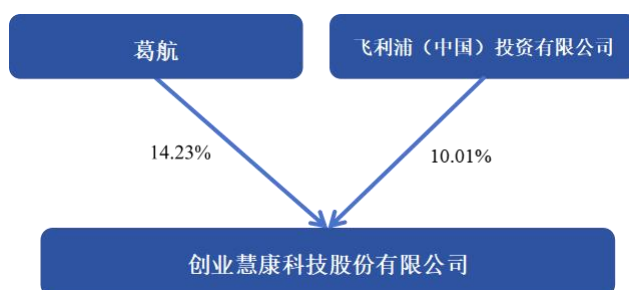 葛航
飞利浦（中国）投资有限公司
14.23%
10.01%
创业慧康科技股份有限公司